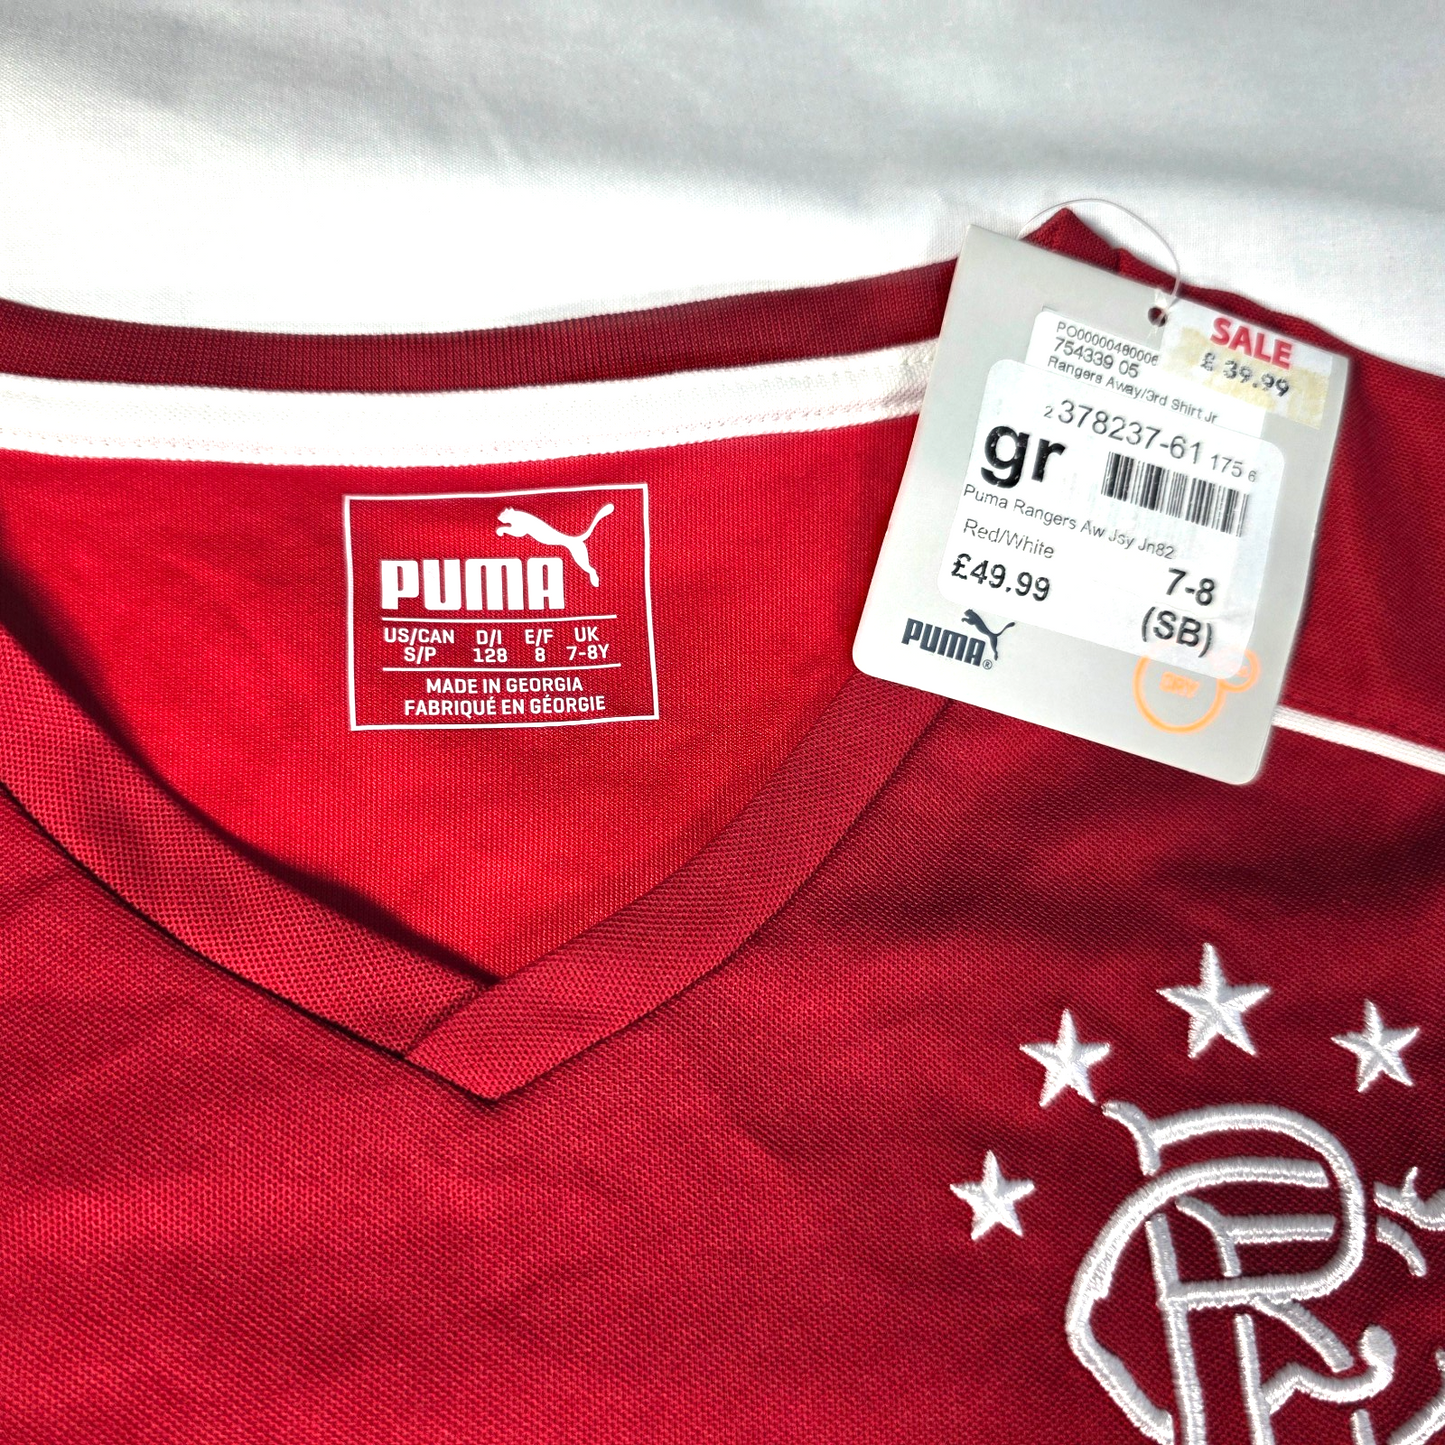 PUMA
US/CAN D/I E/F UK
S/P 128 8 7-8Y
MADE IN GEORGIA
FABRIQUÉ EN GÉORGIE
SALE
£ 39.99
PO00000480006
754339 05
Rangers Away/3rd Shirt Jr
2 378237-61 175 6
gr
Puma Rangers Aw Jsy Jn82
Red/White
£49.99
7-8
(SB)
PUMA®
DRY